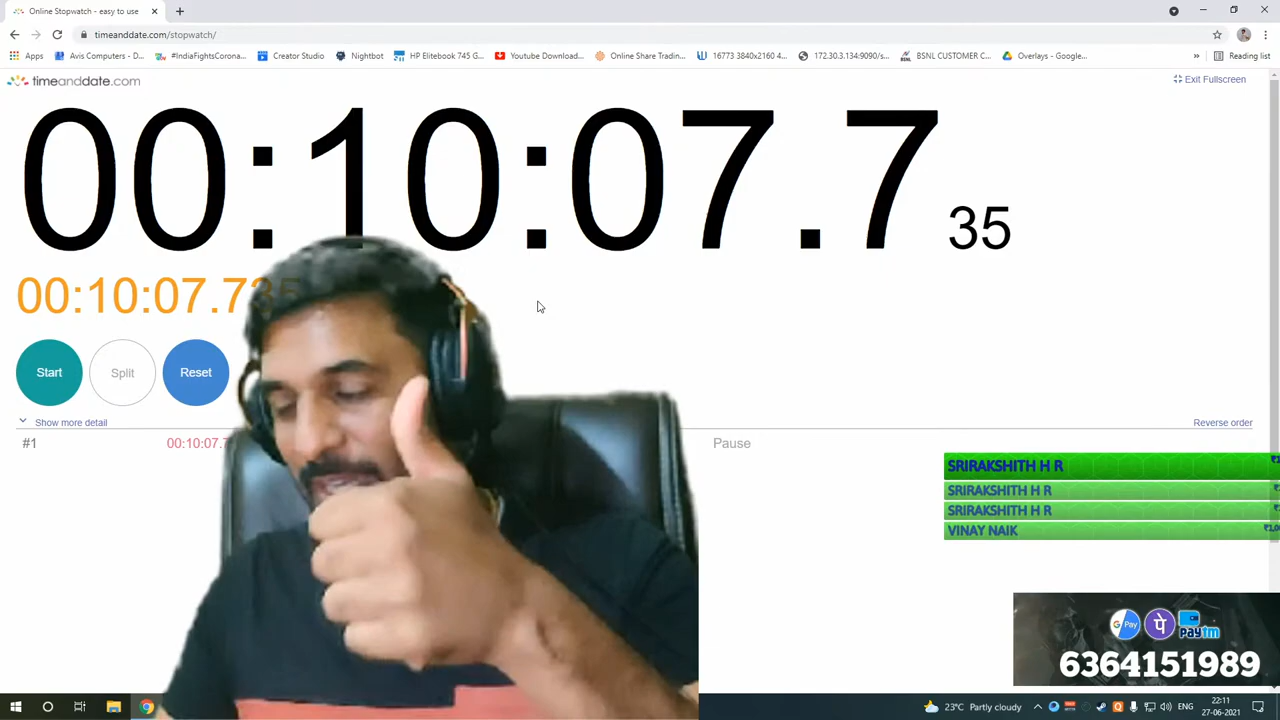 Online Stopwatch - easy to use
timeanddate.com/stopwatch/
Apps Avis Computers - D... #IndiaFightsCorona... Creator Studio Nightbot HP Elitebook 745 G... Youtube Download... Online Share Tradin... 16773 3840x2160 4... 172.30.3.134:9090/s... BSNL CUSTOMER C... Overlays - Google... » Reading list
timeanddate.com
Exit Fullscreen
00:10:07.735
00:10:07.735
Start Split Reset
Show more detail
Reverse order
#1 00:10:07.7 Pause
SRIRAKSHITH H R
SRIRAKSHITH H R
SRIRAKSHITH H R
VINAY NAIK
G Pay पे paytm
6364151989
23°C Partly cloudy ENG 22:11
27-06-2021